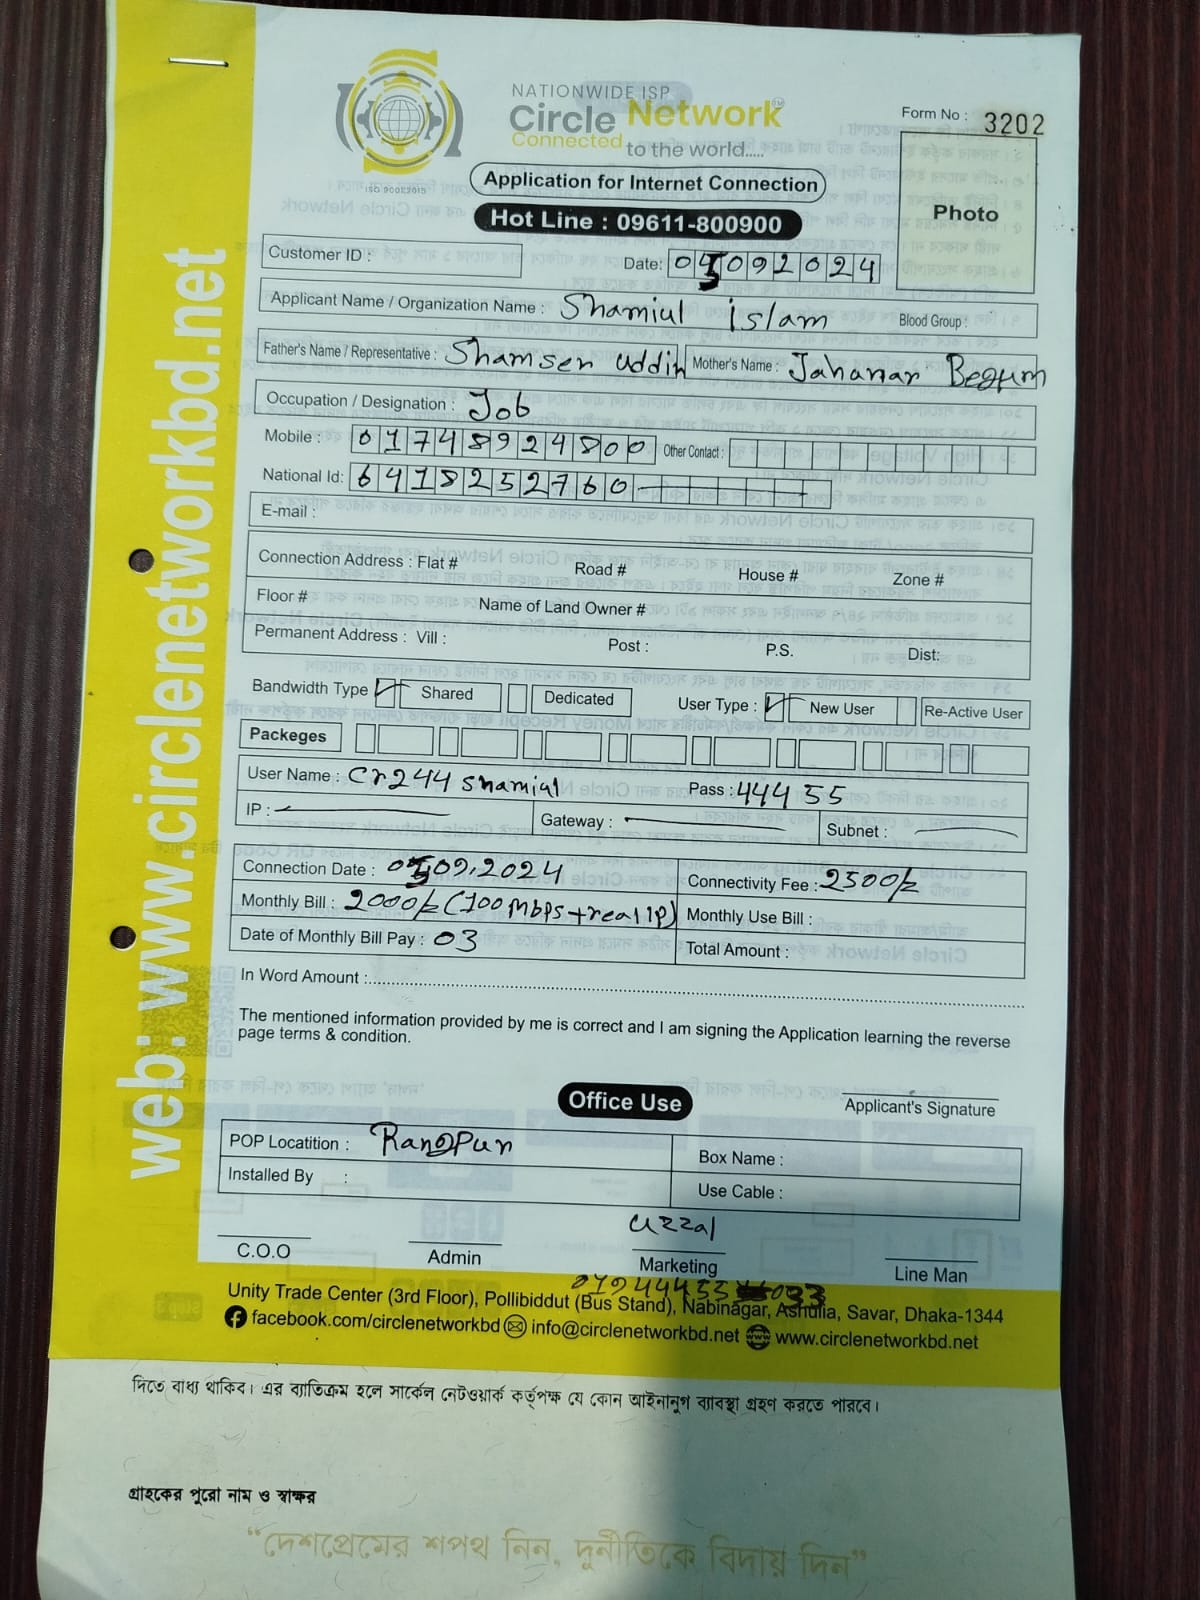 NATIONWIDE ISP
Circle Network
Connected to the world.....
ISO 9001:2015
Form No : 3202
Application for Internet Connection
Hot Line : 09611-800900
Photo
Customer ID :
Date: 05092024
Applicant Name / Organization Name : Shamiul islam Blood Group :
Father's Name / Representative : Shamser uddin Mother's Name : Jahanar Begum
Occupation / Designation : Job
Mobile : 01748924800 Other Contact :
National Id: 6418252760
E-mail :
Connection Address : Flat # Road # House # Zone #
Floor # Name of Land Owner #
Permanent Address : Vill : Post : P.S. Dist:
Bandwidth Type Shared Dedicated User Type : New User Re-Active User
Packeges
User Name : Cr244 shamiul Pass : 444 55
IP : Gateway : Subnet :
Connection Date : 05,09,2024 Connectivity Fee : 2500/=
Monthly Bill : 2000/= (100 Mbps + real ip) Monthly Use Bill :
Date of Monthly Bill Pay : 03 Total Amount :
In Word Amount :
The mentioned information provided by me is correct and I am signing the Application learning the reverse
page terms & condition.
Applicant's Signature
Office Use
POP Locatition : Rangpur Box Name :
Installed By : Use Cable :
uzzal
C.O.O Admin Marketing Line Man
Unity Trade Center (3rd Floor), Pollibiddut (Bus Stand), Nabinagar, Ashulia, Savar, Dhaka-1344
facebook.com/circlenetworkbd info@circlenetworkbd.net www.circlenetworkbd.net
web: www.circlenetworkbd.net
দিতে বাধ্য থাকিব। এর ব্যতিক্রম হলে সার্কেল নেটওয়ার্ক কর্তৃপক্ষ যে কোন আইনানুগ ব্যাবস্থা গ্রহণ করতে পারবে।
গ্রাহকের পুরো নাম ও স্বাক্ষর
“দেশপ্রেমের শপথ নিন, দুর্নীতিকে বিদায় দিন”